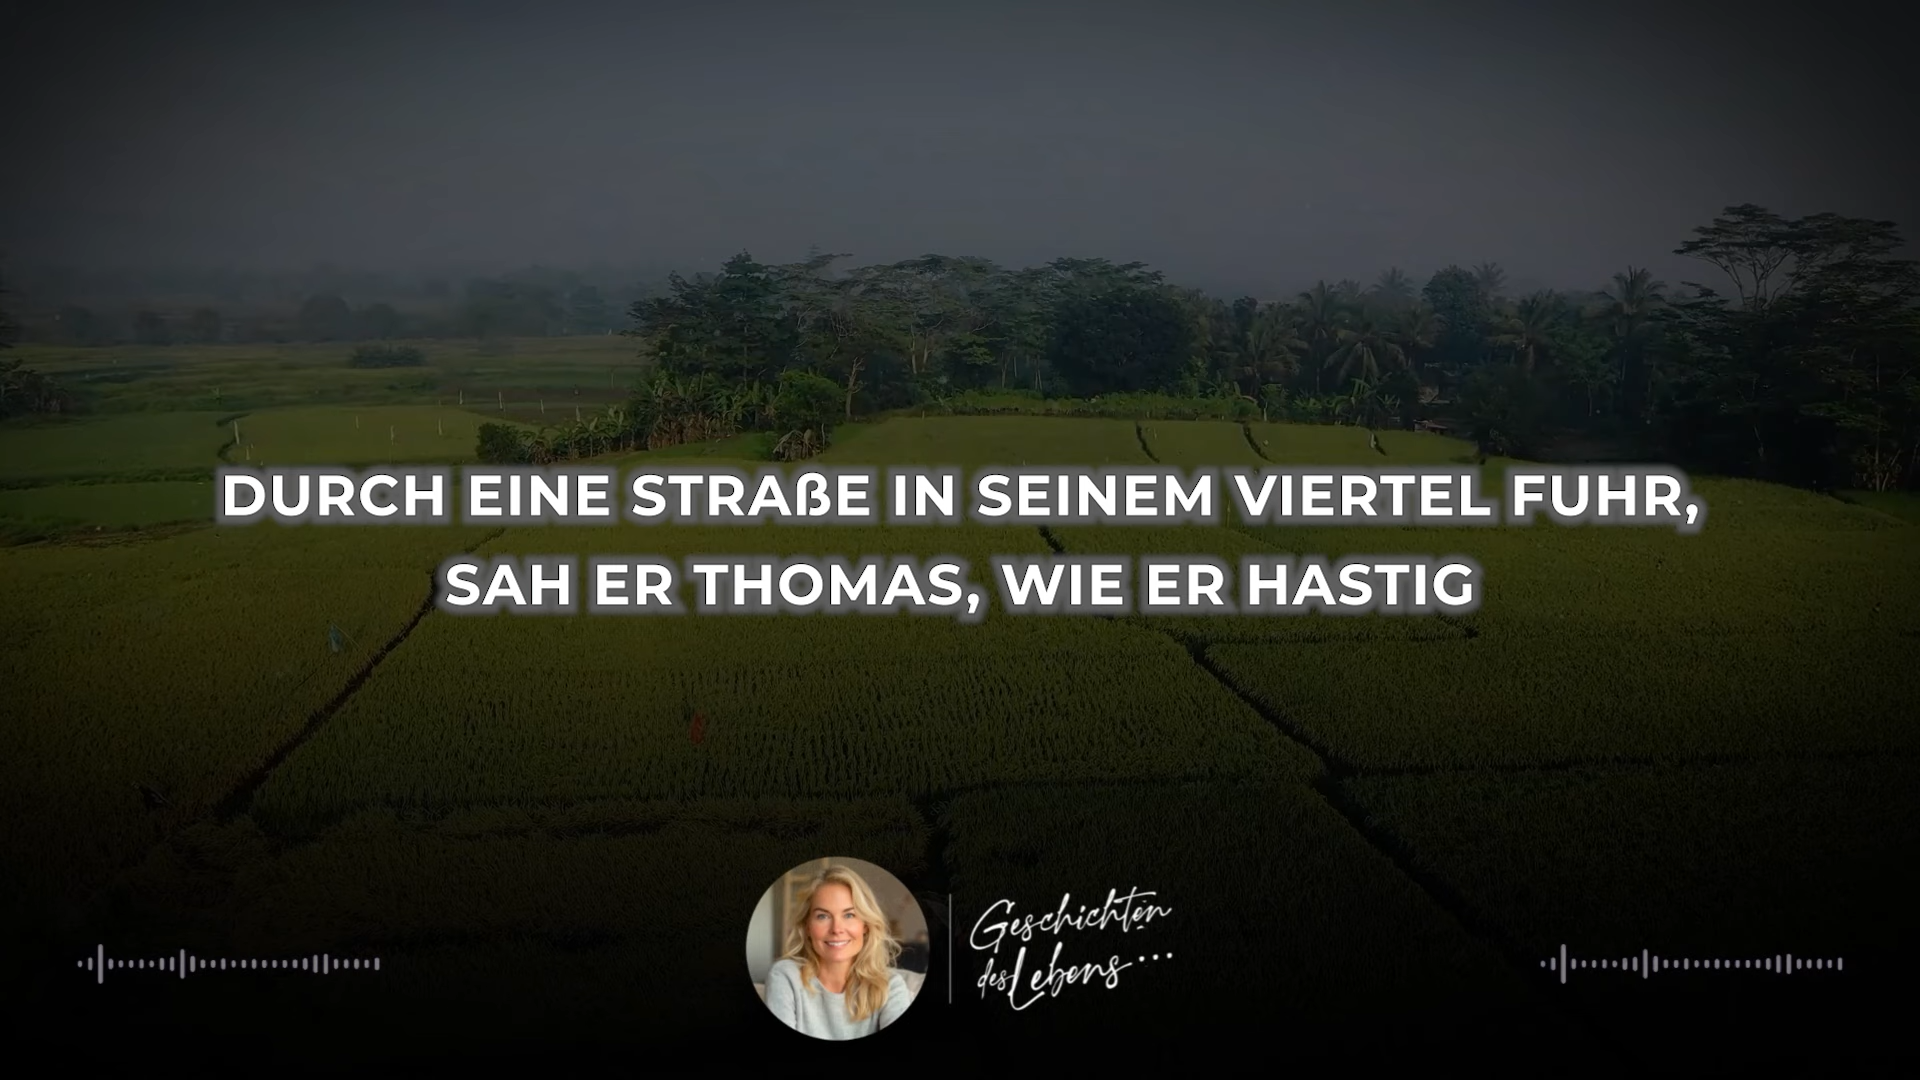 DURCH EINE STRAßE IN SEINEM VIERTEL FUHR,
SAH ER THOMAS, WIE ER HASTIG
Geschichten
des Lebens...